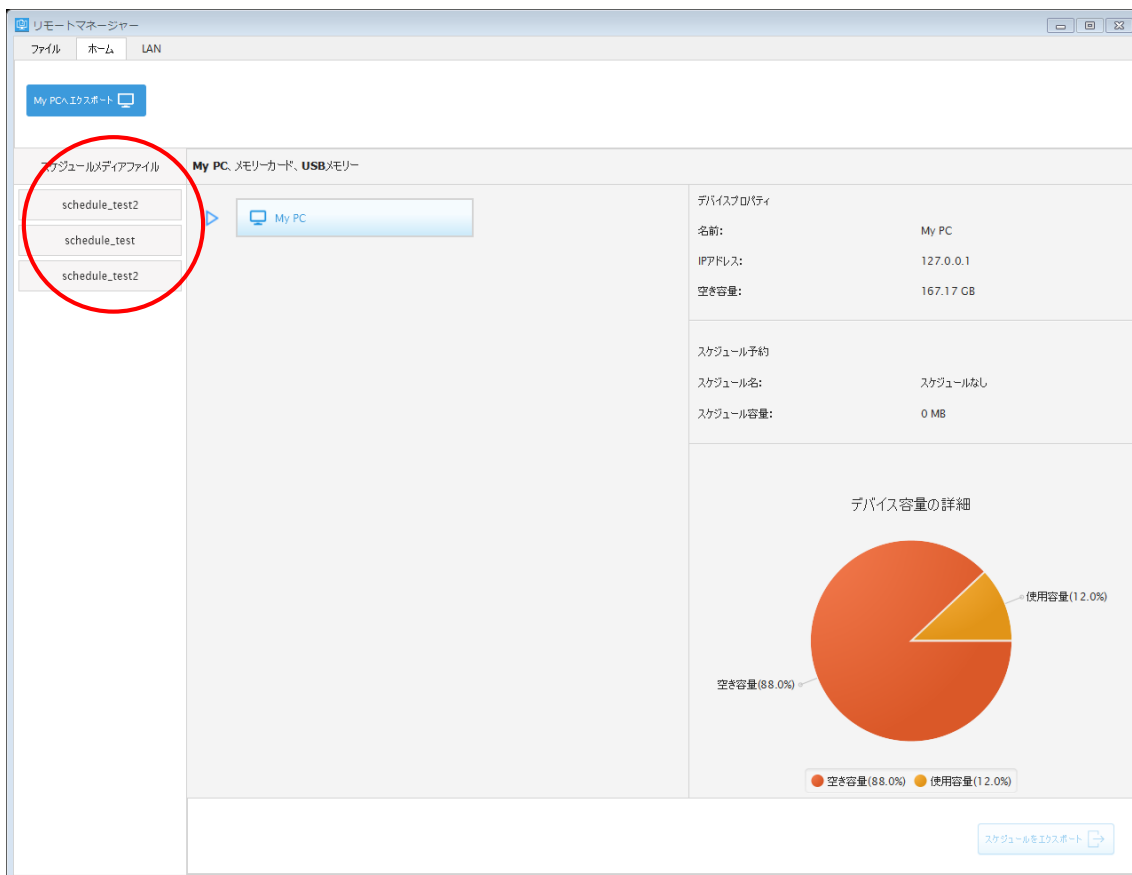 リモートマネージャー
ファイル ホーム LAN
My PCへエクスポート
スケジュールメディアファイル
My PC、メモリーカード、USBメモリー
schedule_test2
schedule_test
schedule_test2
My PC
デバイスプロパティ
名前: My PC
IPアドレス: 127.0.0.1
空き容量: 167.17 GB
スケジュール予約
スケジュール名: スケジュールなし
スケジュール容量: 0 MB
デバイス容量の詳細
使用容量(12.0%)
空き容量(88.0%)
空き容量(88.0%) 使用容量(12.0%)
スケジュールをエクスポート